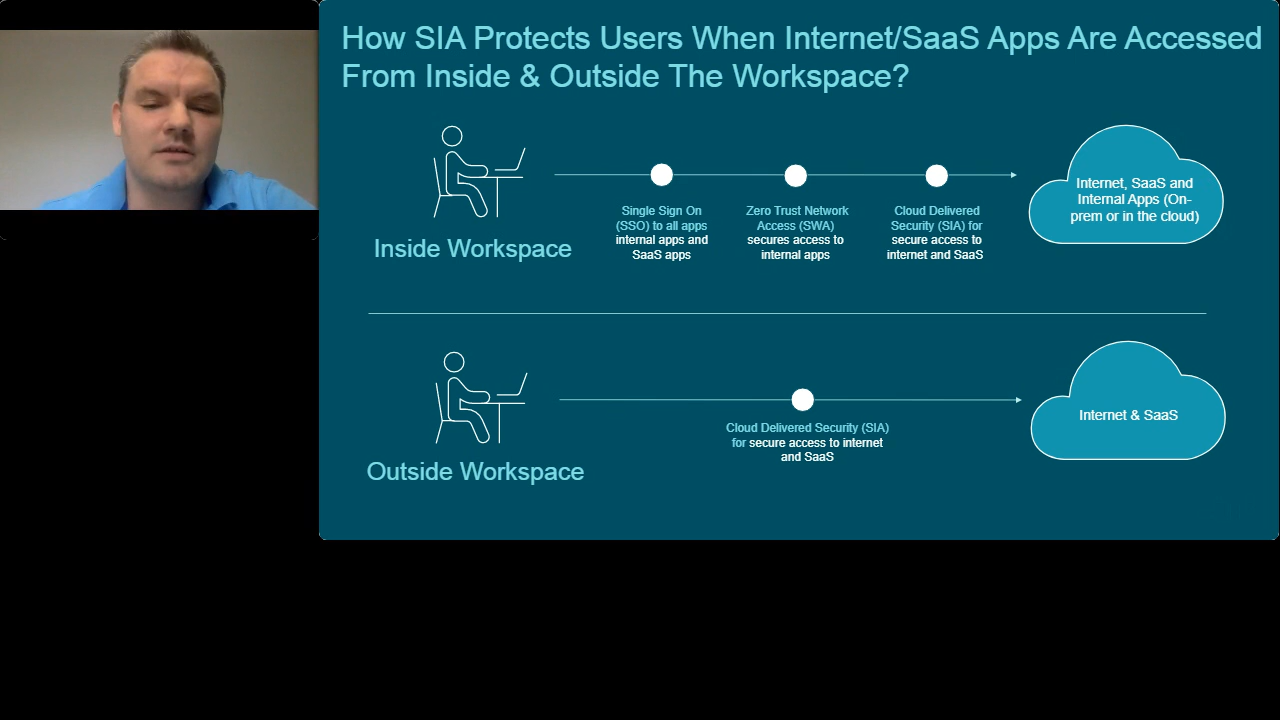 How SIA Protects Users When Internet/SaaS Apps Are Accessed
From Inside & Outside The Workspace?
Inside Workspace
Single Sign On
(SSO) to all apps
internal apps and
SaaS apps
Zero Trust Network
Access (SWA)
secures access to
internal apps
Cloud Delivered
Security (SIA) for
secure access to
internet and SaaS
Internet, SaaS and
Internal Apps (On-
prem or in the cloud)
Outside Workspace
Cloud Delivered Security (SIA)
for secure access to internet
and SaaS
Internet & SaaS